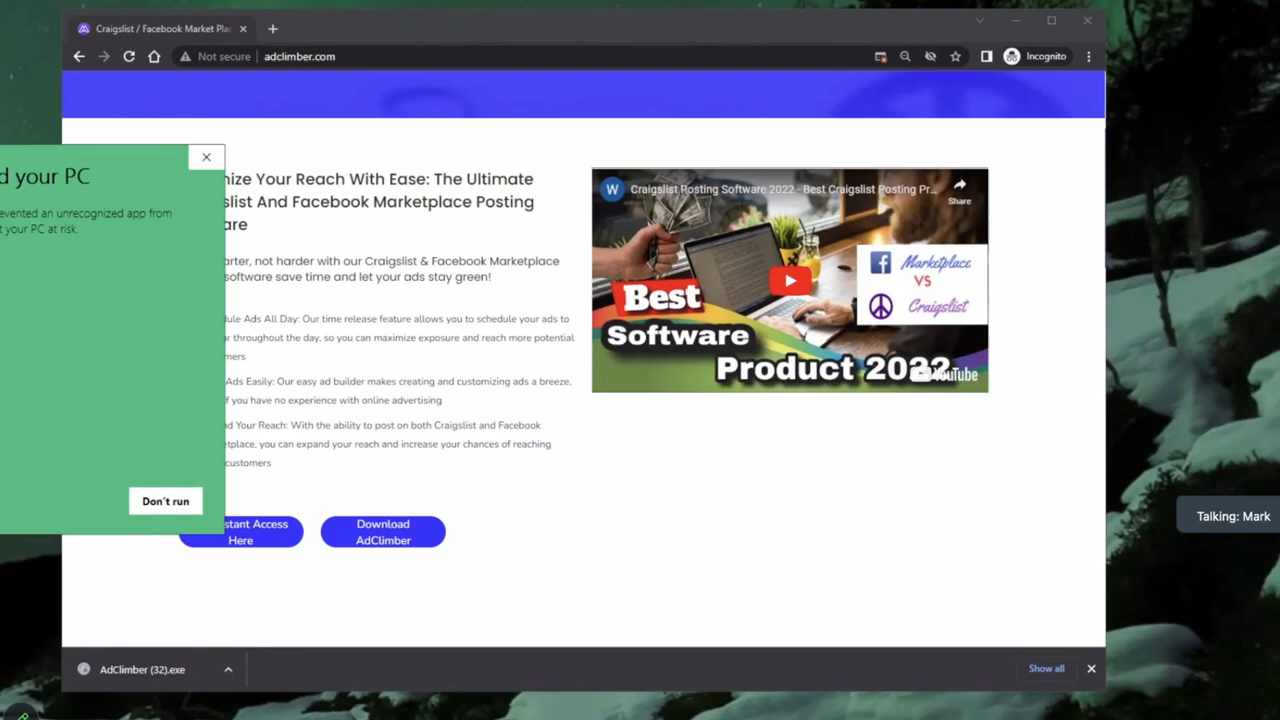 Craigslist / Facebook Market Plac
Not secure
adclimber.com
Incognito
d your PC
evented an unrecognized app from
t your PC at risk.
Don't run
nize Your Reach With Ease: The Ultimate
slist And Facebook Marketplace Posting
are
arter, not harder with our Craigslist & Facebook Marketplace
software save time and let your ads stay green!
dule Ads All Day: Our time release feature allows you to schedule your ads to
r throughout the day, so you can maximize exposure and reach more potential
mers
Ads Easily: Our easy ad builder makes creating and customizing ads a breeze,
f you have no experience with online advertising
nd Your Reach: With the ability to post on both Craigslist and Facebook
etplace, you can expand your reach and increase your chances of reaching
customers
stant Access
Here
Download
AdClimber
W
Craigslist Posting Software 2022 - Best Craigslist Posting Pr...
Share
Marketplace
VS
Craigslist
Best
Software
Product 2022
YouTube
Talking: Mark
AdClimber (32).exe
Show all